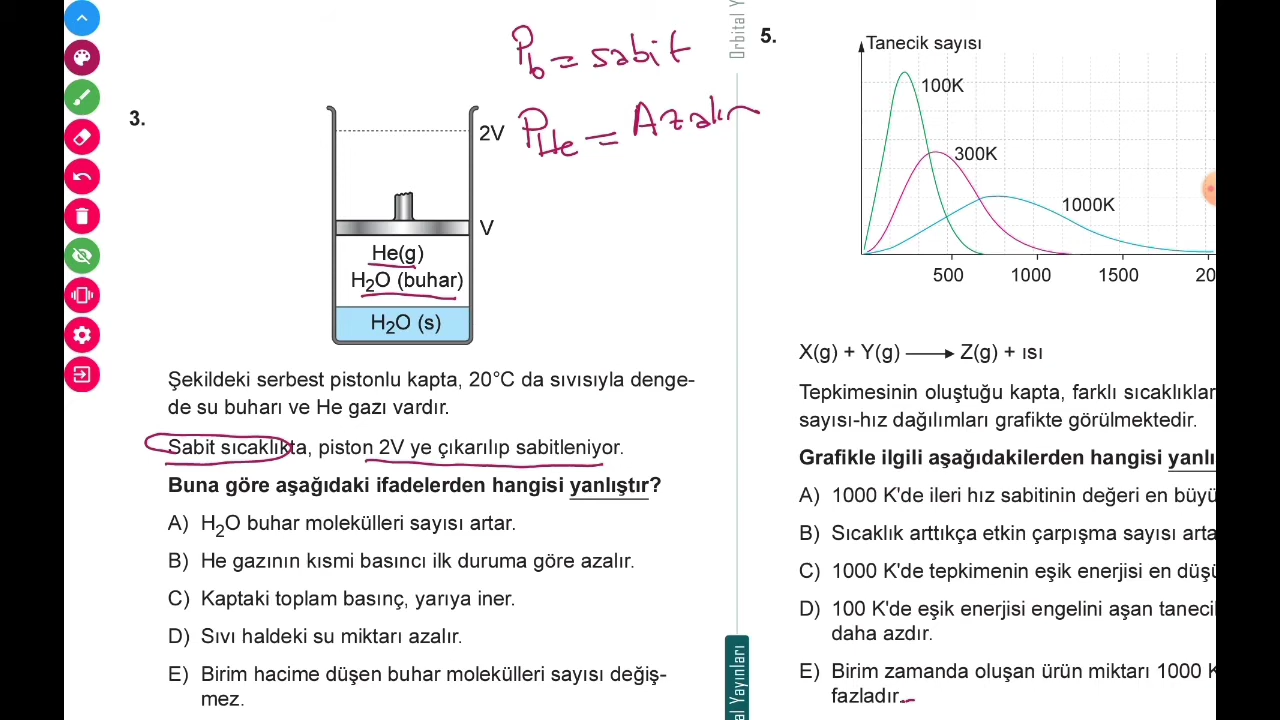 P_b = sabit
P_He = Azalır
3.
2V
V
He(g)
H₂O (buhar)
H₂O (s)
Şekildeki serbest pistonlu kapta, 20°C da sıvısıyla denge-
de su buharı ve He gazı vardır.
Sabit sıcaklıkta, piston 2V ye çıkarılıp sabitleniyor.
Buna göre aşağıdaki ifadelerden hangisi yanlıştır?
A) H₂O buhar molekülleri sayısı artar.
B) He gazının kısmi basıncı ilk duruma göre azalır.
C) Kaptaki toplam basınç, yarıya iner.
D) Sıvı haldeki su miktarı azalır.
E) Birim hacime düşen buhar molekülleri sayısı değiş-
mez.
Orbital Y
al Yayınları
5.
Tanecik sayısı
100K
300K
1000K
500 1000 1500 20
X(g) + Y(g) ⟶ Z(g) + ısı
Tepkimesinin oluştuğu kapta, farklı sıcaklıklar
sayısı-hız dağılımları grafikte görülmektedir.
Grafikle ilgili aşağıdakilerden hangisi yanlı
A) 1000 K'de ileri hız sabitinin değeri en büyü
B) Sıcaklık arttıkça etkin çarpışma sayısı arta
C) 1000 K'de tepkimenin eşik enerjisi en düşü
D) 100 K'de eşik enerjisi engelini aşan taneci
daha azdır.
E) Birim zamanda oluşan ürün miktarı 1000 K
fazladır.